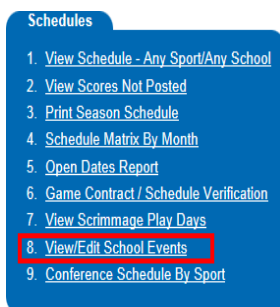 Schedules
1. View Schedule - Any Sport/Any School
2. View Scores Not Posted
3. Print Season Schedule
4. Schedule Matrix By Month
5. Open Dates Report
6. Game Contract / Schedule Verification
7. View Scrimmage Play Days
8. View/Edit School Events
9. Conference Schedule By Sport